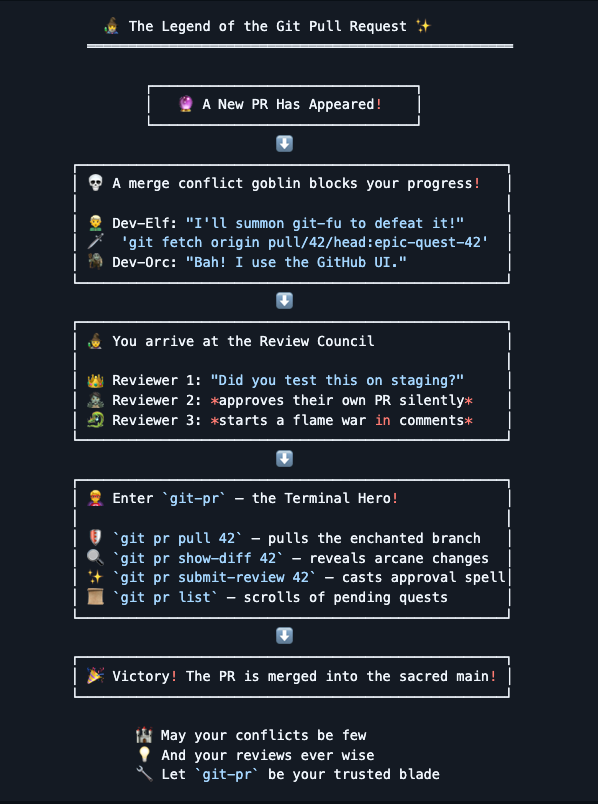 🧙‍♂️ The Legend of the Git Pull Request ✨
🔮 A New PR Has Appeared!
⬇️
💀 A merge conflict goblin blocks your progress!
🧝‍♂️ Dev-Elf: "I'll summon git-fu to defeat it!"
🗡️ 'git fetch origin pull/42/head:epic-quest-42'
🧌 Dev-Orc: "Bah! I use the GitHub UI."
⬇️
🧙‍♂️ You arrive at the Review Council
👑 Reviewer 1: "Did you test this on staging?"
🧟‍♂️ Reviewer 2: *approves their own PR silently*
🐉 Reviewer 3: *starts a flame war in comments*
⬇️
🦸‍♂️ Enter `git-pr` — the Terminal Hero!
🛡️ `git pr pull 42` — pulls the enchanted branch
🔍 `git pr show-diff 42` — reveals arcane changes
✨ `git pr submit-review 42` — casts approval spell
📜 `git pr list` — scrolls of pending quests
⬇️
🎉 Victory! The PR is merged into the sacred main!
🏰 May your conflicts be few
💡 And your reviews ever wise
🔧 Let `git-pr` be your trusted blade